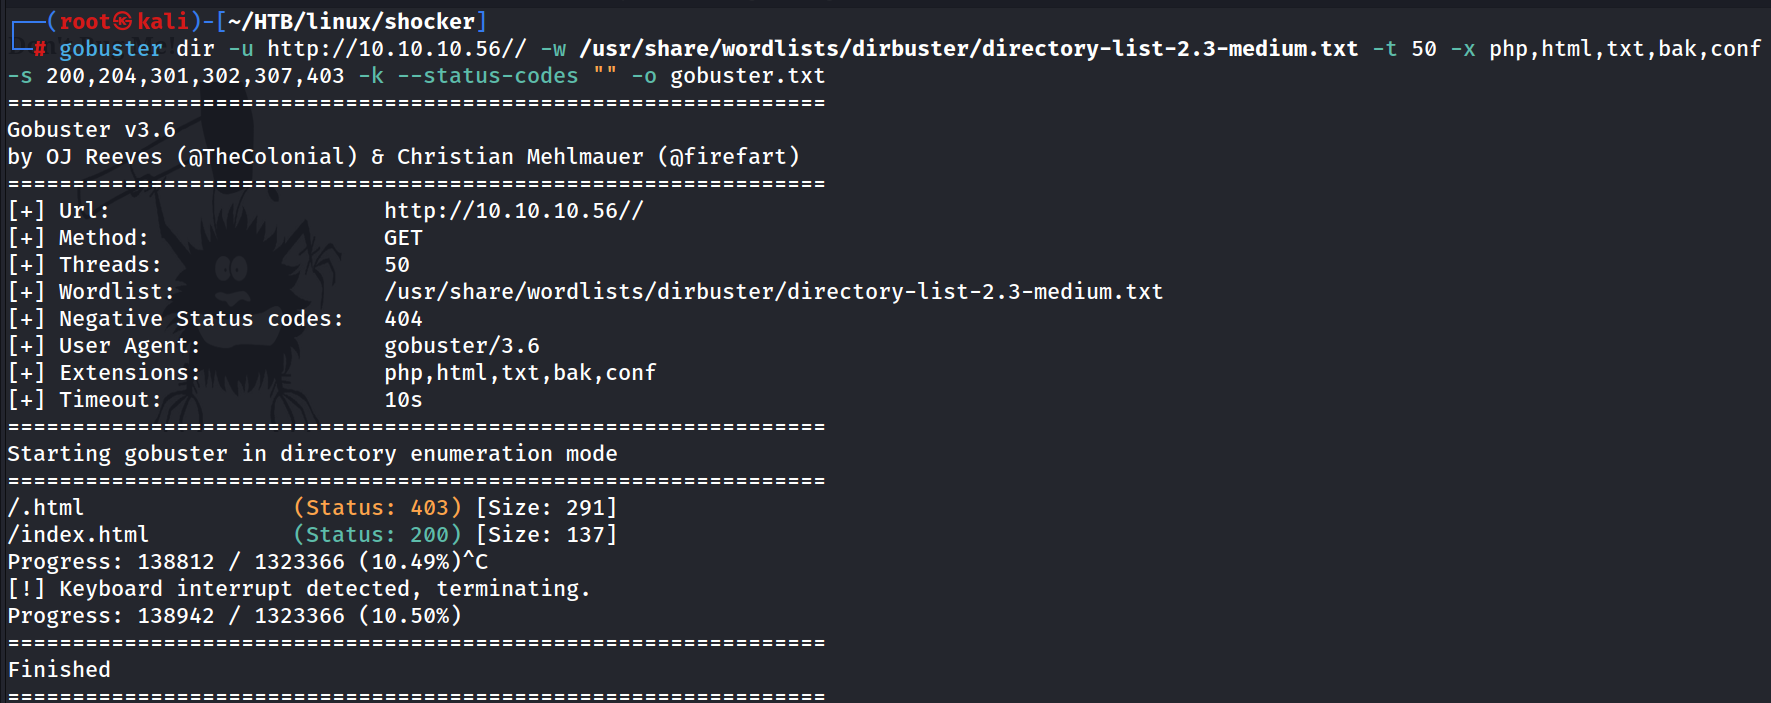 ┌──(root㉿kali)-[~/HTB/linux/shocker]
└─# gobuster dir -u http://10.10.10.56// -w /usr/share/wordlists/dirbuster/directory-list-2.3-medium.txt -t 50 -x php,html,txt,bak,conf
-s 200,204,301,302,307,403 -k --status-codes "" -o gobuster.txt
===============================================================
Gobuster v3.6
by OJ Reeves (@TheColonial) & Christian Mehlmauer (@firefart)
===============================================================
[+] Url:                     http://10.10.10.56//
[+] Method:                  GET
[+] Threads:                 50
[+] Wordlist:                /usr/share/wordlists/dirbuster/directory-list-2.3-medium.txt
[+] Negative Status codes:   404
[+] User Agent:              gobuster/3.6
[+] Extensions:              php,html,txt,bak,conf
[+] Timeout:                 10s
===============================================================
Starting gobuster in directory enumeration mode
===============================================================
/.html                (Status: 403) [Size: 291]
/index.html           (Status: 200) [Size: 137]
Progress: 138812 / 1323366 (10.49%)^C
[!] Keyboard interrupt detected, terminating.
Progress: 138942 / 1323366 (10.50%)
===============================================================
Finished
===============================================================